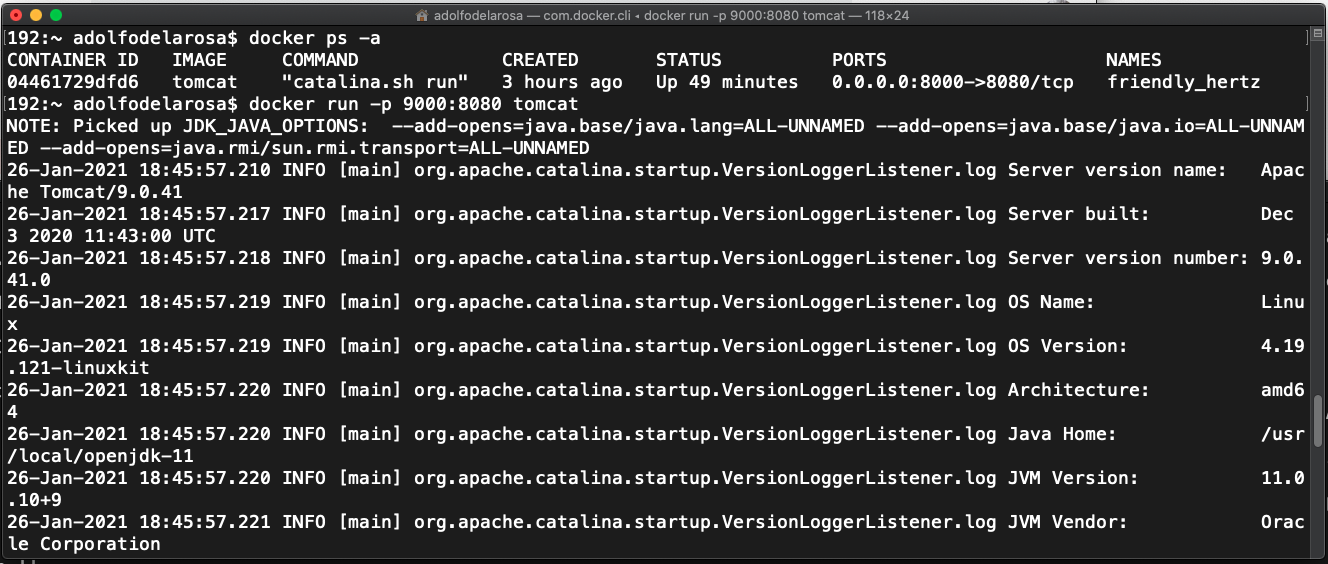 adolfodelarosa — com.docker.cli ◂ docker run -p 9000:8080 tomcat — 118×24
[192:~ adolfodelarosa$ docker ps -a ]
CONTAINER ID   IMAGE     COMMAND             CREATED       STATUS          PORTS                    NAMES
04461729dfd6   tomcat    "catalina.sh run"   3 hours ago   Up 49 minutes   0.0.0.0:8000->8080/tcp   friendly_hertz
[192:~ adolfodelarosa$ docker run -p 9000:8080 tomcat ]
NOTE: Picked up JDK_JAVA_OPTIONS:  --add-opens=java.base/java.lang=ALL-UNNAMED --add-opens=java.base/java.io=ALL-UNNAM
ED --add-opens=java.rmi/sun.rmi.transport=ALL-UNNAMED
26-Jan-2021 18:45:57.210 INFO [main] org.apache.catalina.startup.VersionLoggerListener.log Server version name:   Apac
he Tomcat/9.0.41
26-Jan-2021 18:45:57.217 INFO [main] org.apache.catalina.startup.VersionLoggerListener.log Server built:          Dec
3 2020 11:43:00 UTC
26-Jan-2021 18:45:57.218 INFO [main] org.apache.catalina.startup.VersionLoggerListener.log Server version number: 9.0.
41.0
26-Jan-2021 18:45:57.219 INFO [main] org.apache.catalina.startup.VersionLoggerListener.log OS Name:               Linu
x
26-Jan-2021 18:45:57.219 INFO [main] org.apache.catalina.startup.VersionLoggerListener.log OS Version:            4.19
.121-linuxkit
26-Jan-2021 18:45:57.220 INFO [main] org.apache.catalina.startup.VersionLoggerListener.log Architecture:          amd6
4
26-Jan-2021 18:45:57.220 INFO [main] org.apache.catalina.startup.VersionLoggerListener.log Java Home:             /usr
/local/openjdk-11
26-Jan-2021 18:45:57.220 INFO [main] org.apache.catalina.startup.VersionLoggerListener.log JVM Version:           11.0
.10+9
26-Jan-2021 18:45:57.221 INFO [main] org.apache.catalina.startup.VersionLoggerListener.log JVM Vendor:            Orac
le Corporation